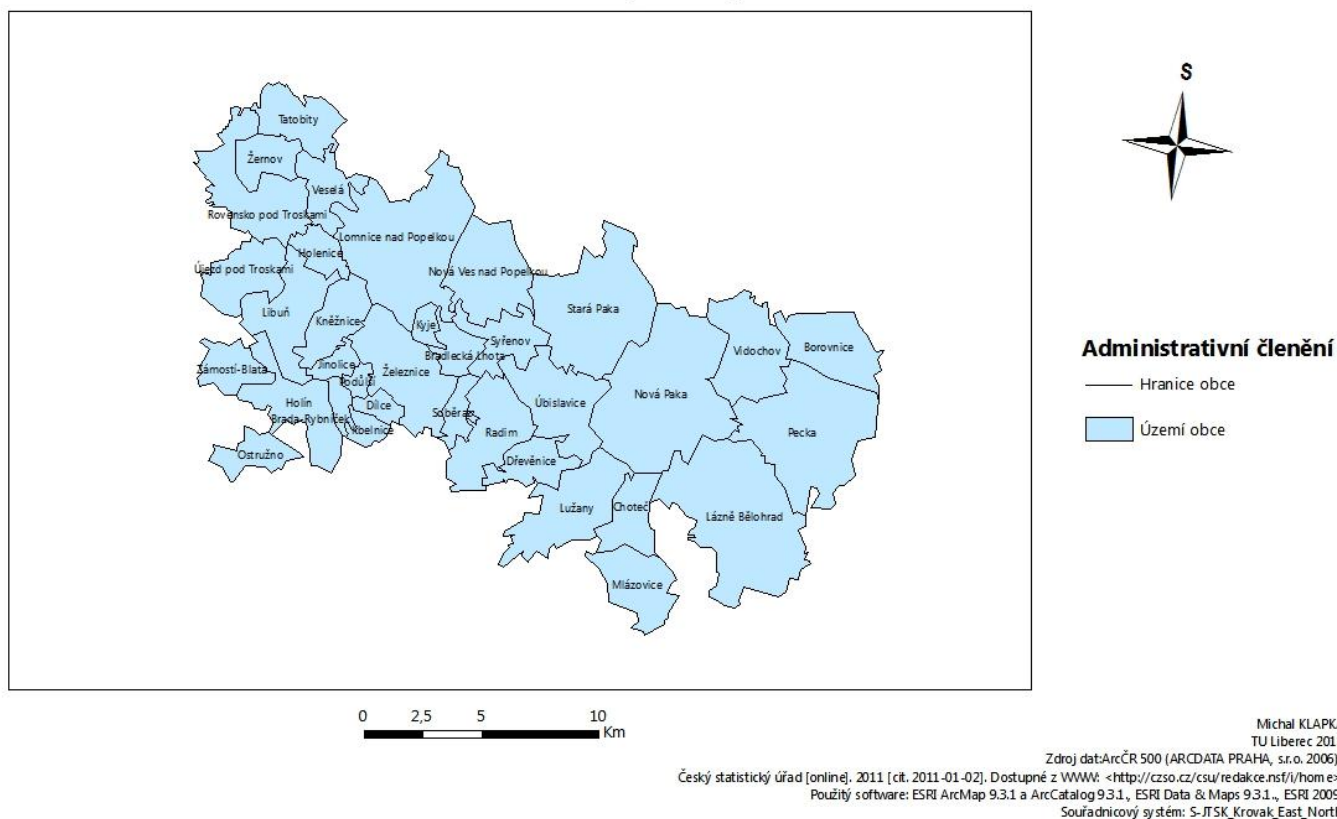 S
Tatobity
Žernov
Veselá
Rovensko pod Troskami
Lomnice nad Popelkou
Holenice
Újezd pod Troskami
Nová Ves nad Popelkou
Libuň
Stará Paka
Kněžnice
Kyje
Syřenov
Vidochov
Borovnice
Bradlecká Lhota
Zámostí-Blata
Jinolice
Železnice
Podůlší
Nová Paka
Holín
Dílce
Úbislavice
Soběraz
Brada-Rybníček
Kbelnice
Radim
Pecka
Ostružno
Dřevěnice
Lužany
Choteč
Lázně Bělohrad
Mlázovice
Administrativní členění
Hranice obce
Území obce
0 2,5 5 10
Km
Michal KLAPK
TU Liberec 201
Zdroj dat:ArcČR 500 (ARCDATA PRAHA, s.r.o. 2006)
Český statistický úřad [online]. 2011 [cit. 2011-01-02]. Dostupné z WWW: <http://czso.cz/csu/redakce.nsf/i/home>
Použitý software: ESRI ArcMap 9.3.1 a ArcCatalog 9.3.1., ESRI Data & Maps 9.3.1.., ESRI 2009
Souřadnicový systém: S-JTSK_Krovak_East_North